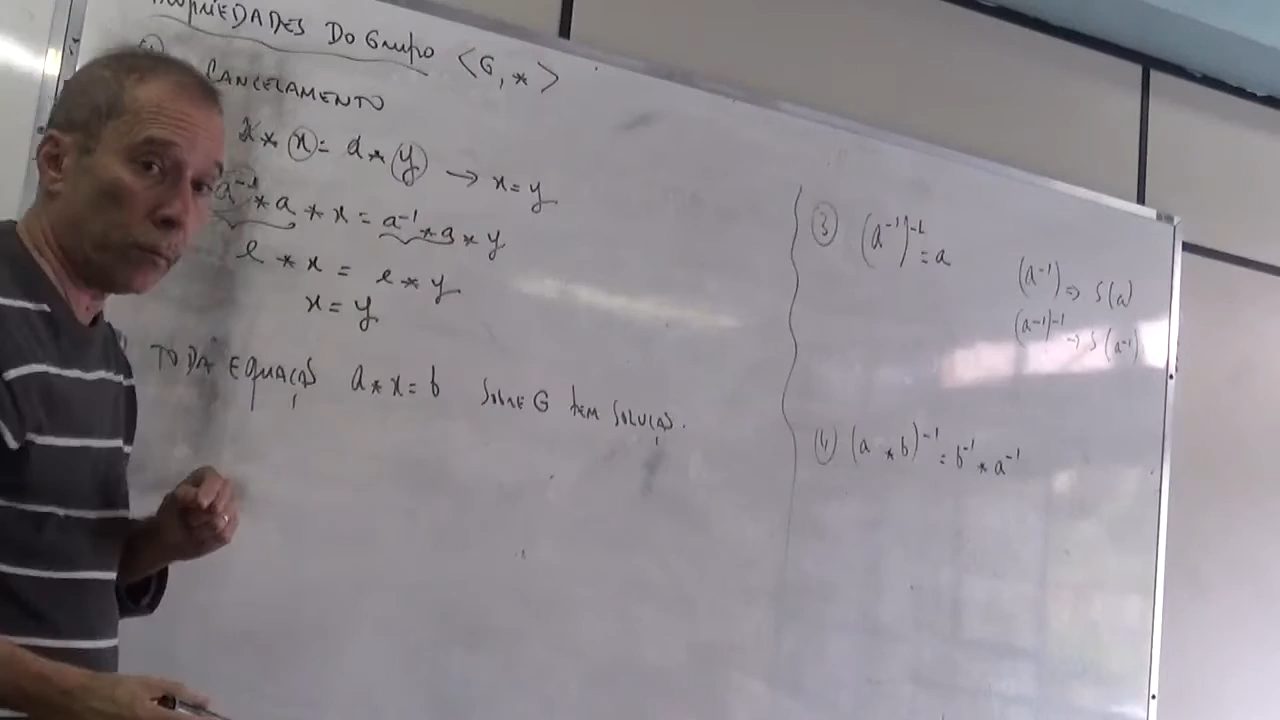 PROPRIEDADES DO GRUPO <G, *>
① CANCELAMENTO
a * x = a * y → x = y
a⁻¹ * a * x = a⁻¹ * a * y
e * x = e * y
x = y
TODA EQUAÇÃO a * x = b SOBRE G TEM SOLUÇÃO.
③ (a⁻¹)⁻¹ = a
(a⁻¹) => S(a)
(a⁻¹)⁻¹ → S(a⁻¹)
④ (a * b)⁻¹ = b⁻¹ * a⁻¹